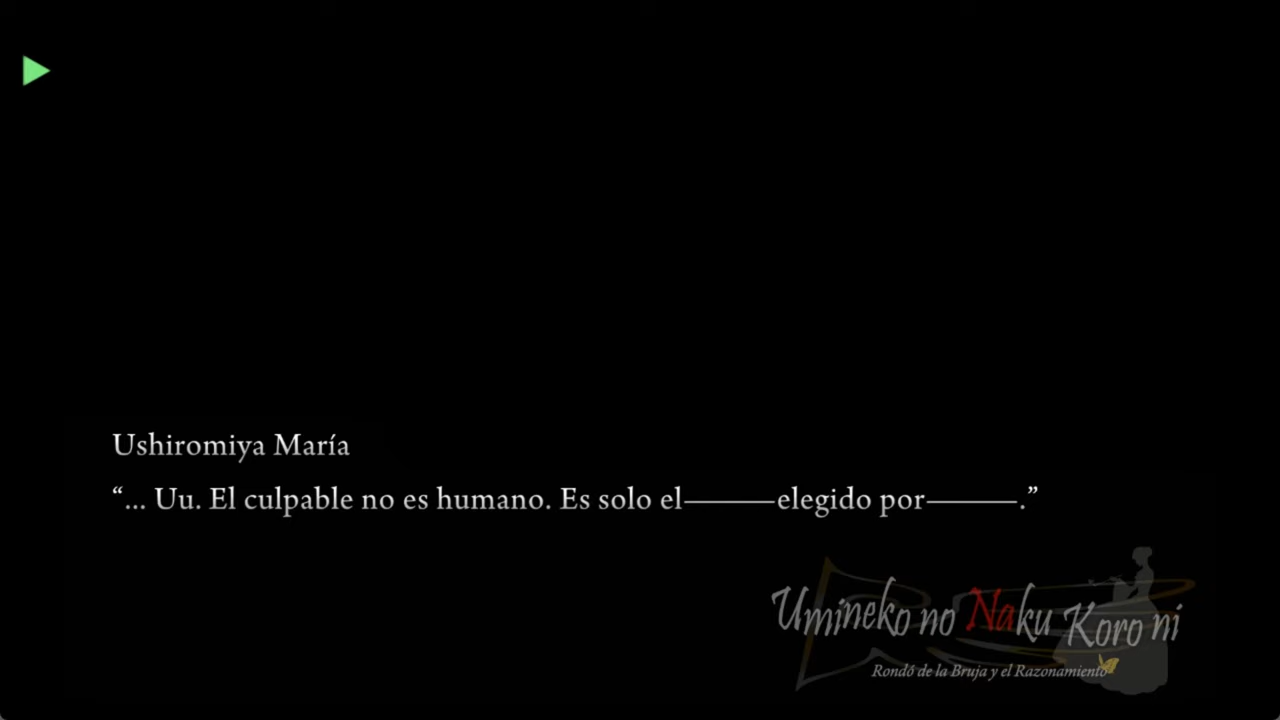 Ushiromiya María
“... Uu. El culpable no es humano. Es solo el———elegido por———.”
Umineko no Naku Koro ni
Rondó de la Bruja y el Razonamiento